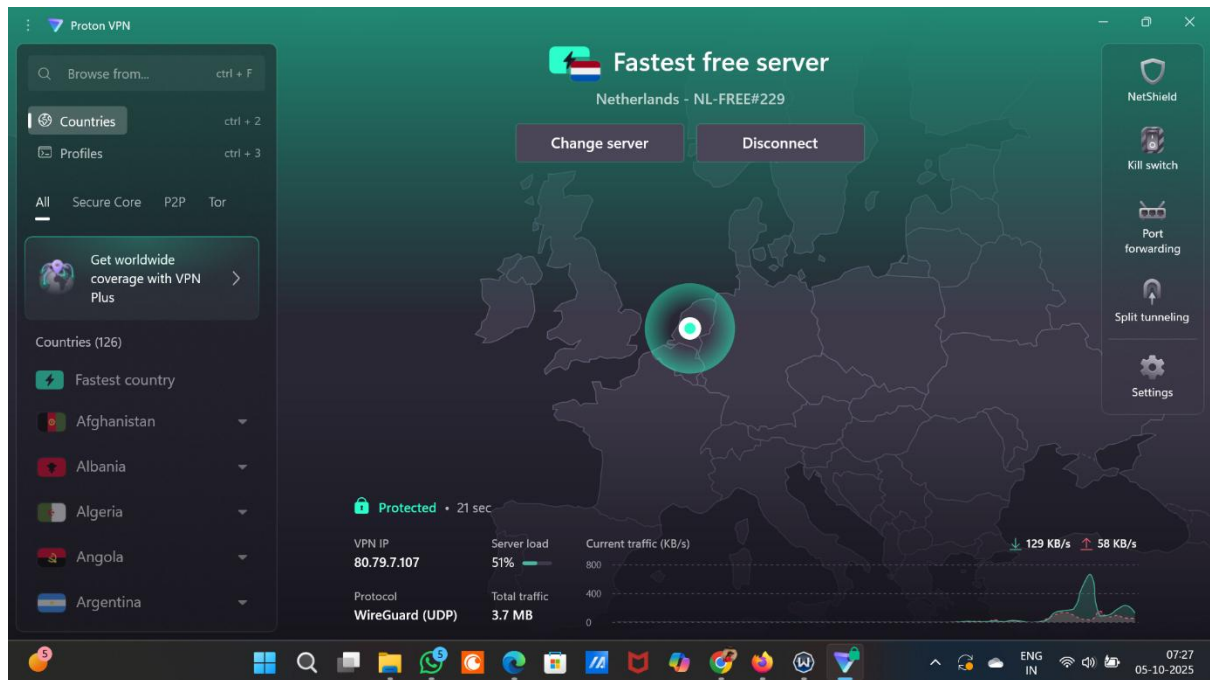 Proton VPN
Browse from... ctrl + F
Countries ctrl + 2
Profiles ctrl + 3
All Secure Core P2P Tor
Get worldwide
coverage with VPN
Plus
Countries (126)
Fastest country
Afghanistan
Albania
Algeria
Angola
Argentina
Fastest free server
Netherlands - NL-FREE#229
Change server Disconnect
Protected • 21 sec
VPN IP Server load Current traffic (KB/s)
129 KB/s 58 KB/s
80.79.7.107 51% 800
Protocol Total traffic 400
WireGuard (UDP) 3.7 MB 0
NetShield
Kill switch
Port
forwarding
Split tunneling
Settings
5
5
ENG
IN
07:27
05-10-2025